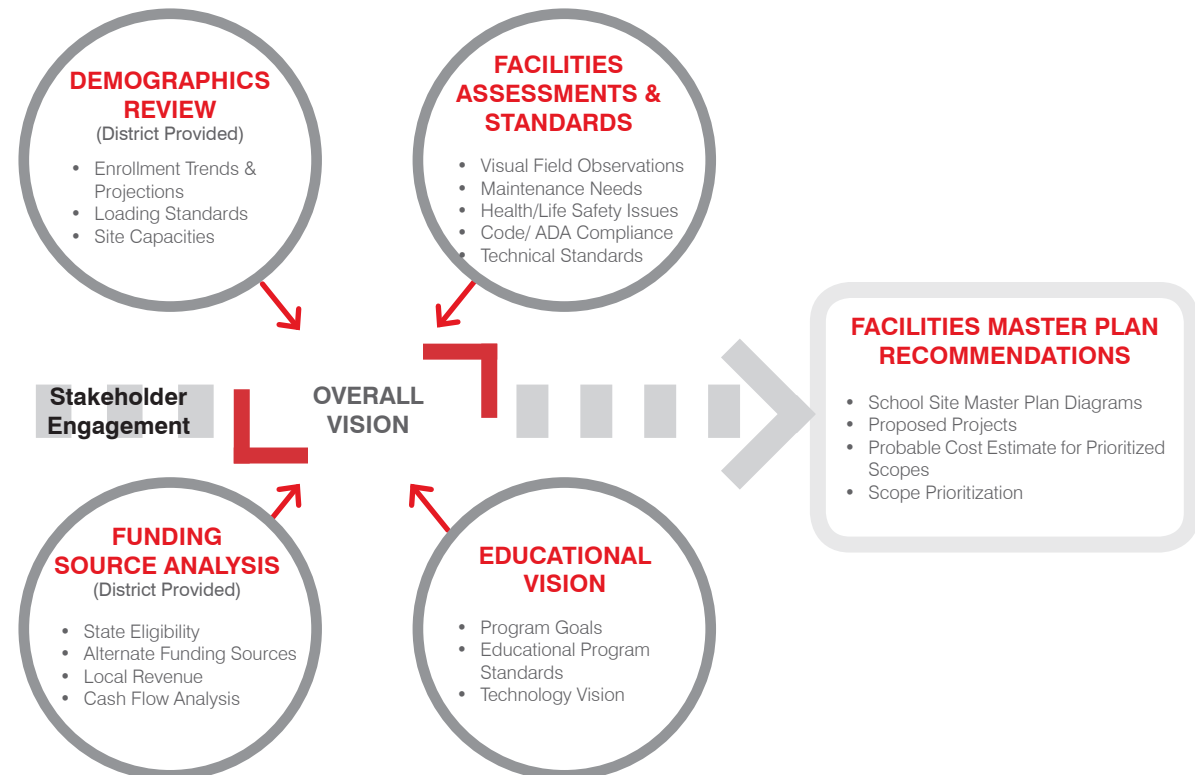 DEMOGRAPHICS
REVIEW
(District Provided)
• Enrollment Trends &
Projections
• Loading Standards
• Site Capacities
FACILITIES
ASSESSMENTS &
STANDARDS
• Visual Field Observations
• Maintenance Needs
• Health/Life Safety Issues
• Code/ ADA Compliance
• Technical Standards
Stakeholder
Engagement
OVERALL
VISION
FACILITIES MASTER PLAN
RECOMMENDATIONS
• School Site Master Plan Diagrams
• Proposed Projects
• Probable Cost Estimate for Prioritized
Scopes
• Scope Prioritization
FUNDING
SOURCE ANALYSIS
(District Provided)
• State Eligibility
• Alternate Funding Sources
• Local Revenue
• Cash Flow Analysis
EDUCATIONAL
VISION
• Program Goals
• Educational Program
Standards
• Technology Vision